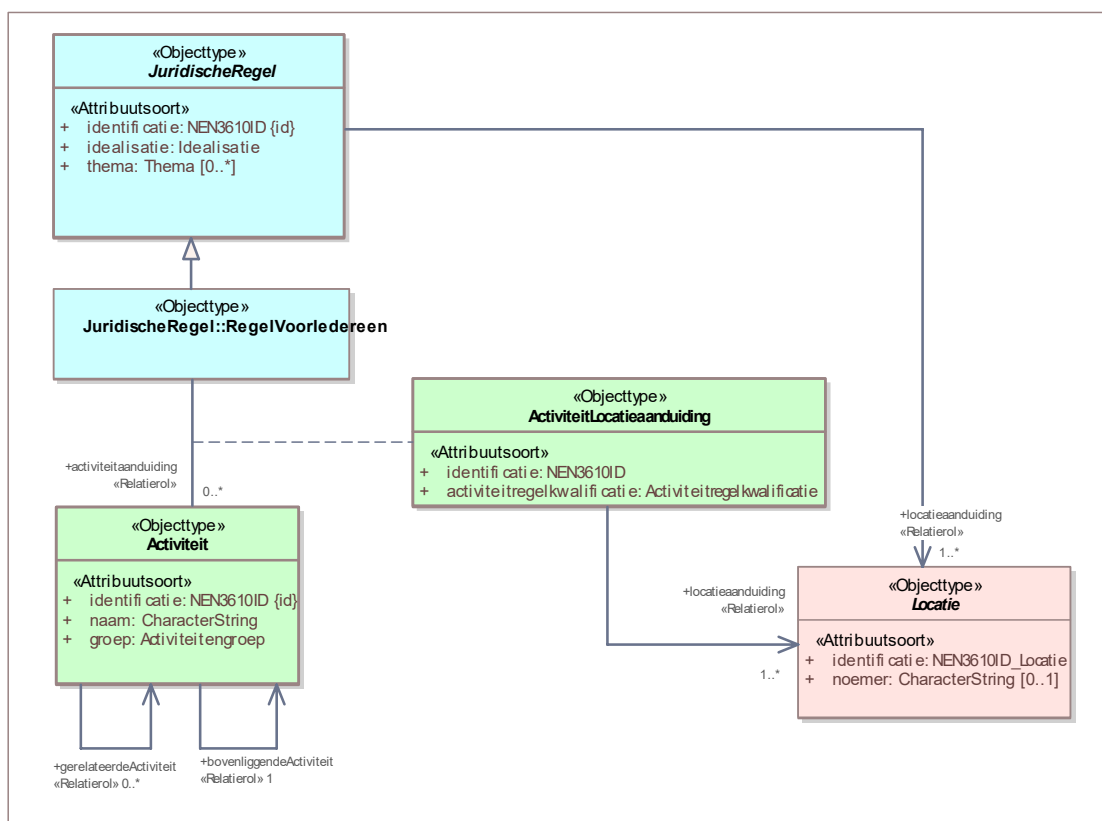 «Objecttype»
JuridischeRegel
«Attribuutsoort»
+ identificatie: NEN3610ID {id}
+ idealisatie: Idealisatie
+ thema: Thema [0..*]
«Objecttype»
JuridischeRegel::RegelVoorIedereen
«Objecttype»
ActiviteitLocatieaanduiding
«Attribuutsoort»
+ identificatie: NEN3610ID
+ activiteitregelkwalificatie: Activiteitregelkwalificatie
+activiteitaanduiding
«Relatierol»
0..*
«Objecttype»
Activiteit
«Attribuutsoort»
+ identificatie: NEN3610ID {id}
+ naam: CharacterString
+ groep: Activiteitengroep
+gerelateerdeActiviteit
«Relatierol» 0..*
+bovenliggendeActiviteit
«Relatierol» 1
+locatieaanduiding
«Relatierol»
1..*
+locatieaanduiding
«Relatierol»
1..*
«Objecttype»
Locatie
«Attribuutsoort»
+ identificatie: NEN3610ID_Locatie
+ noemer: CharacterString [0..1]